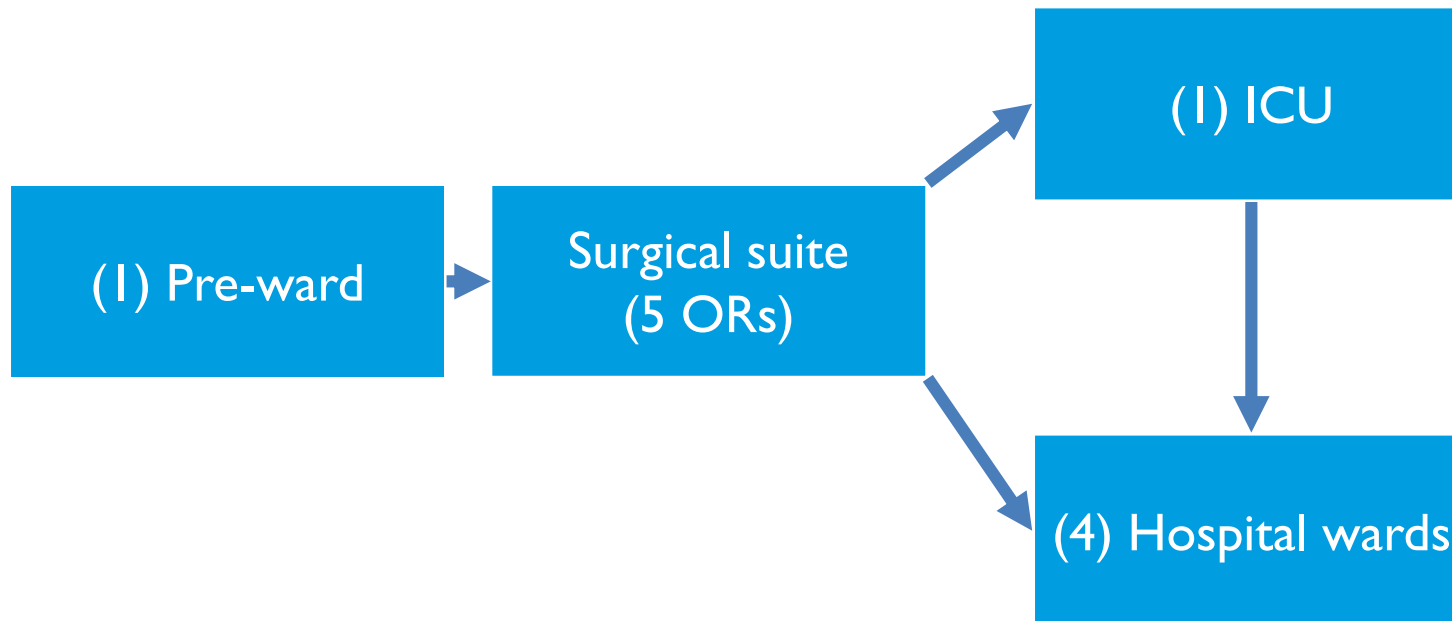 (1) Pre-ward
Surgical suite
(5 ORs)
(1) ICU
(4) Hospital wards